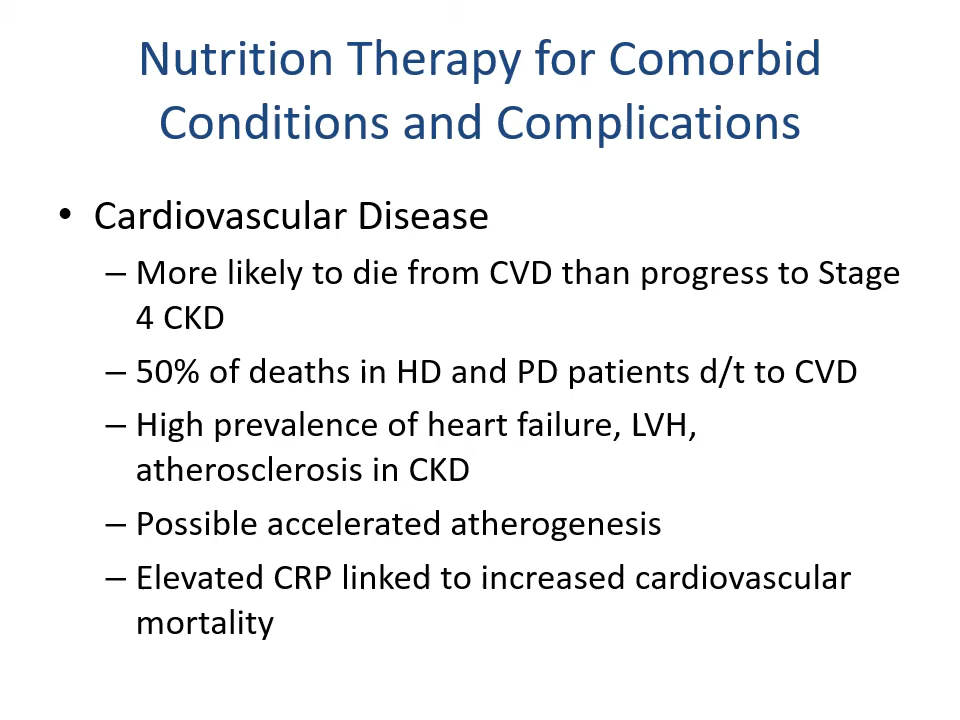 Nutrition Therapy for Comorbid
Conditions and Complications
• Cardiovascular Disease
– More likely to die from CVD than progress to Stage
4 CKD
– 50% of deaths in HD and PD patients d/t to CVD
– High prevalence of heart failure, LVH,
atherosclerosis in CKD
– Possible accelerated atherogenesis
– Elevated CRP linked to increased cardiovascular
mortality